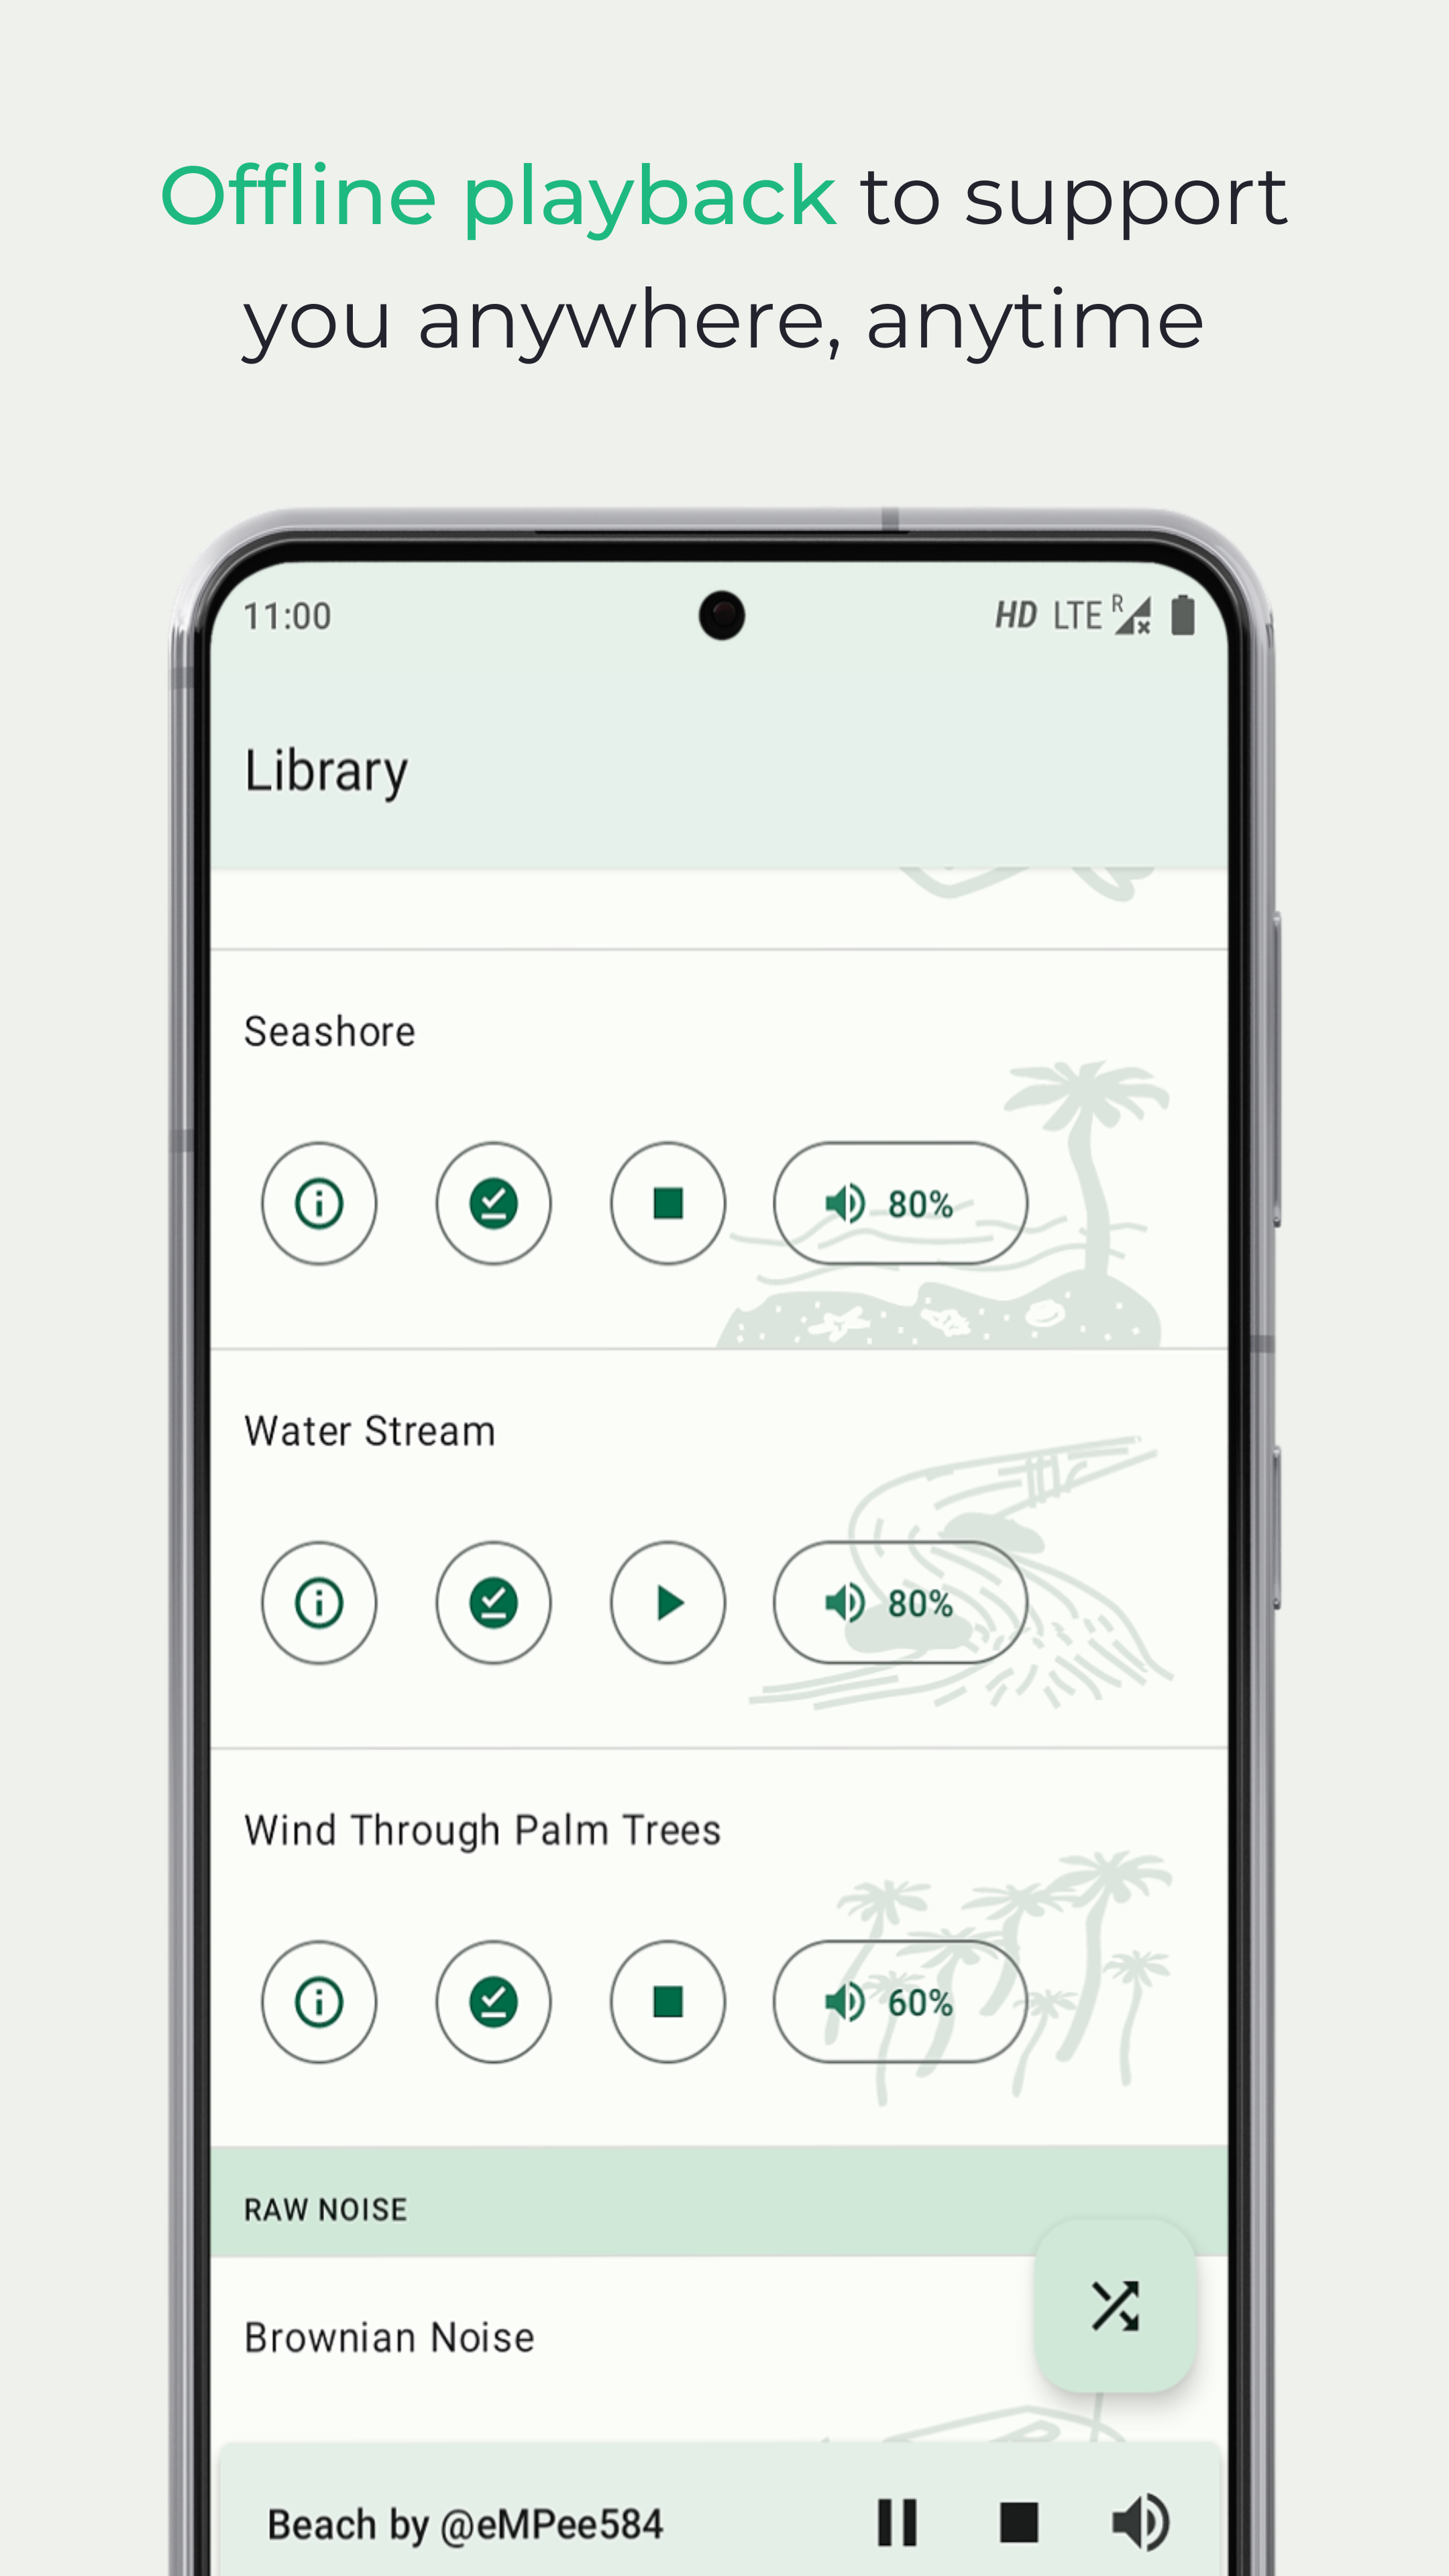 Offline playback to support
you anywhere, anytime
11:00
HD LTE R
Library
Seashore
80%
Water Stream
80%
Wind Through Palm Trees
60%
RAW NOISE
Brownian Noise
Beach by @eMPee584